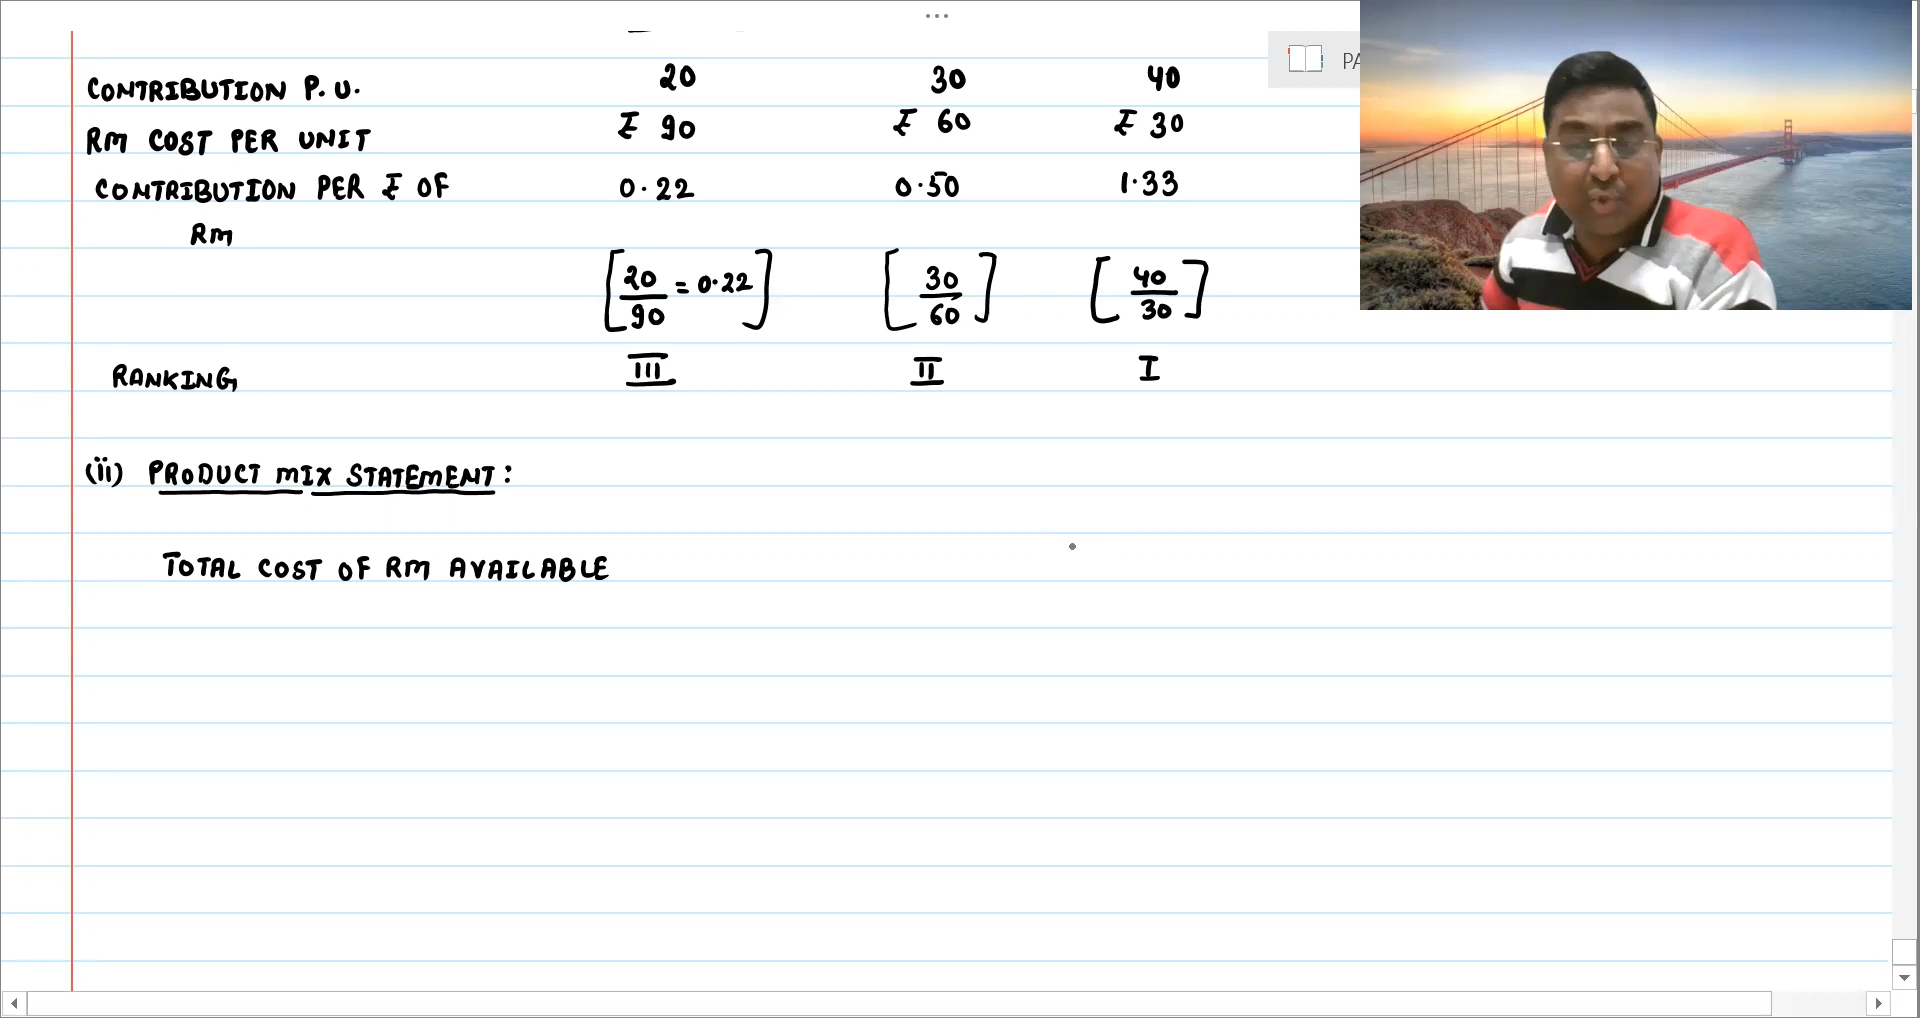 CONTRIBUTION P.U. 20 30 40
RM COST PER UNIT ₹ 90 ₹ 60 ₹ 30
CONTRIBUTION PER ₹ OF 0.22 0.50 1.33
RM
[20/90 = 0.22] [30/60] [40/30]
RANKING III II I
(ii) PRODUCT MIX STATEMENT:
TOTAL COST OF RM AVAILABLE